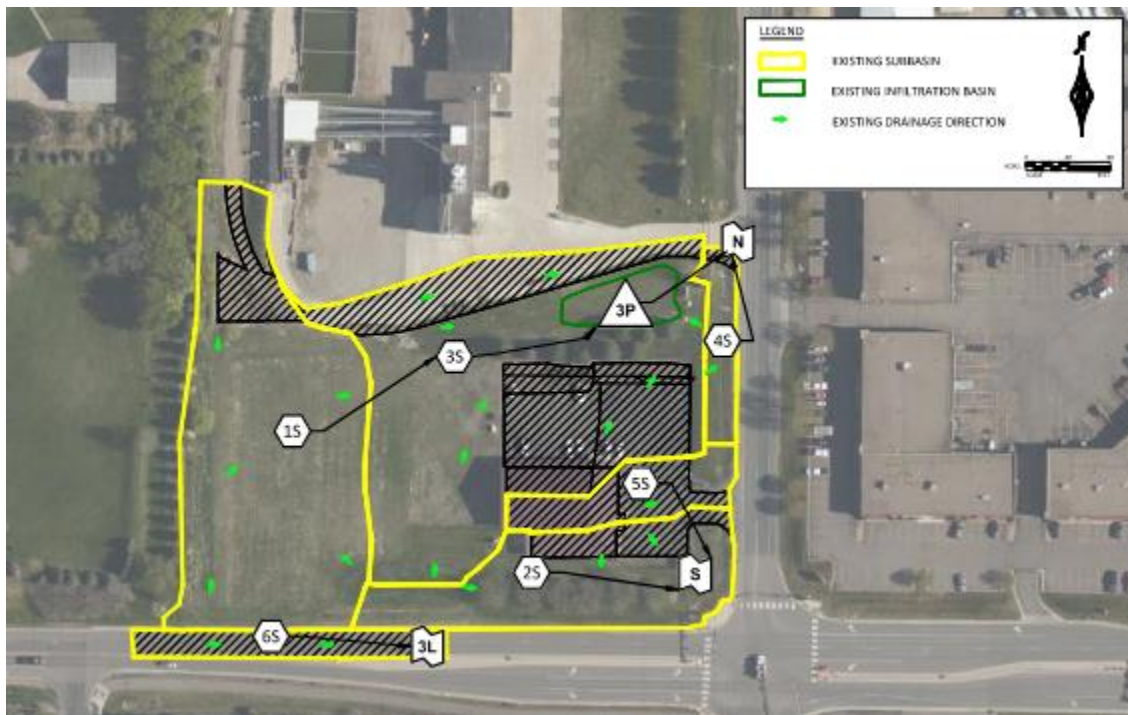 LEGEND
EXISTING SUBBASIN
EXISTING INFILTRATION BASIN
EXISTING DRAINAGE DIRECTION
N
3P
4S
3S
1S
5S
2S
S
6S
3L